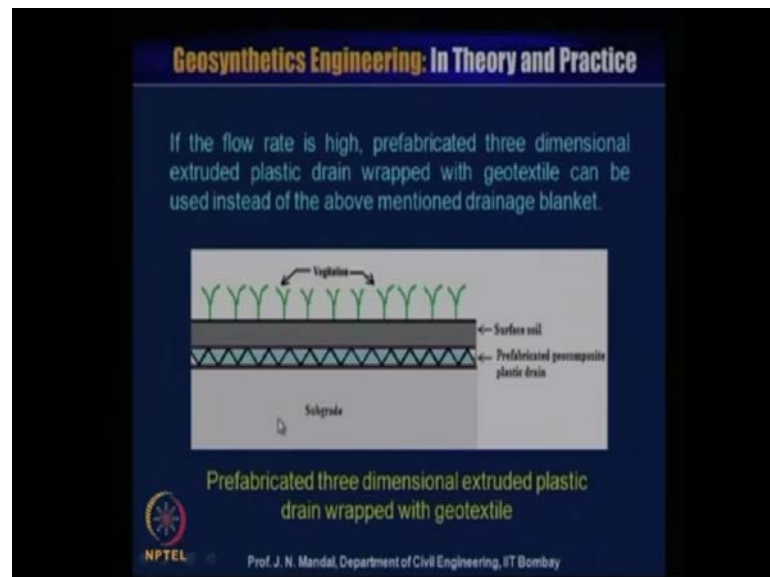 Geosynthetics Engineering: In Theory and Practice
If the flow rate is high, prefabricated three dimensional
extruded plastic drain wrapped with geotextile can be
used instead of the above mentioned drainage blanket.
Vegitation
Surface soil
Prefabricated geocomposite
plastic drain
Subgrade
Prefabricated three dimensional extruded plastic
drain wrapped with geotextile
NPTEL
Prof. J. N. Mandal, Department of Civil Engineering, IIT Bombay